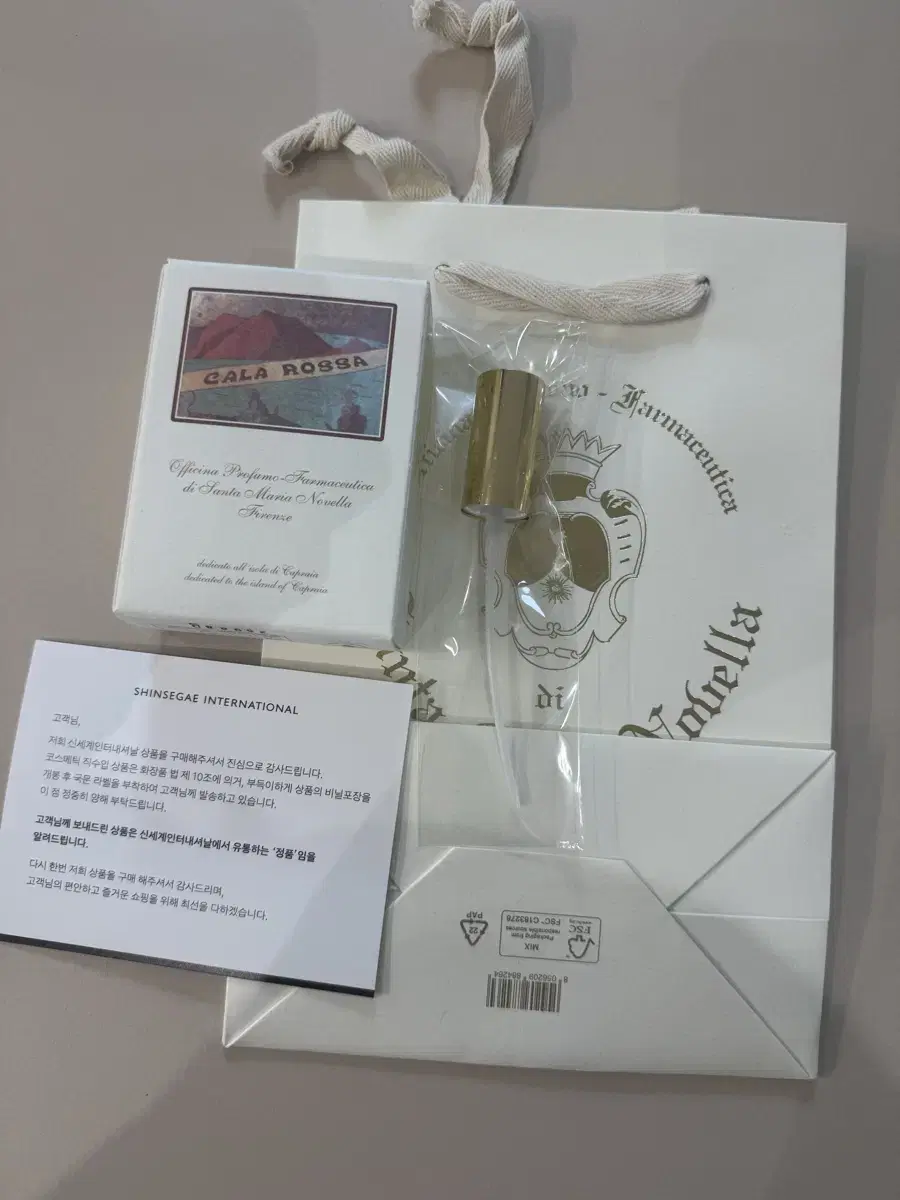 CALA ROSSA
Officina Profumo-Farmaceutica
di Santa Maria Novella
Firenze
dedicato all'isola di Capraia
dedicated to the island of Capraia
Farmaceutica
di
Novella
SHINSEGAE INTERNATIONAL
고객님,
저희 신세계인터내셔날 상품을 구매해주셔서 진심으로 감사드립니다.
코스메틱 직수입 상품은 화장품 법 제 10조에 의거, 부득이하게 상품의 비닐포장을
개봉 후 국문 라벨을 부착하여 고객님께 발송하고 있습니다.
이 점 정중히 양해 부탁드립니다.
고객님께 보내드린 상품은 신세계인터내셔날에서 유통하는 '정품'임을
알려드립니다.
다시 한번 저희 상품을 구매 해주셔서 감사드리며,
고객님의 편안하고 즐거운 쇼핑을 위해 최선을 다하겠습니다.
22
PAP
FSC
MIX
Packaging from
responsible sources
FSC™ C183276
8 056209 884264